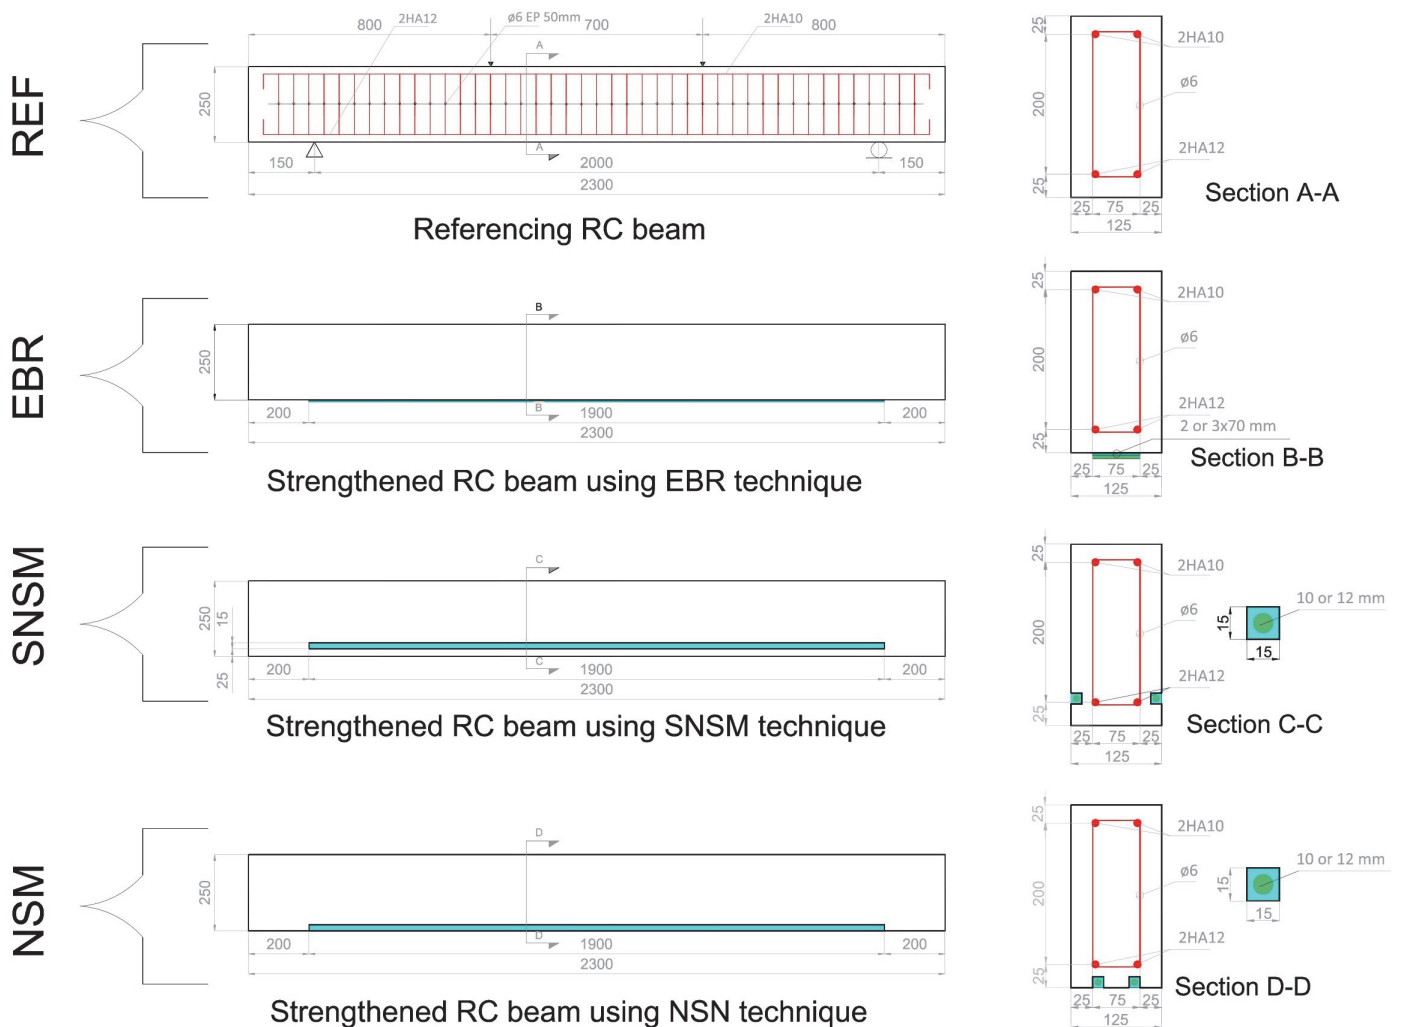 REF
800
2HA12
ø6 EP 50mm
700
2HA10
800
A
250
A
150
2000
150
2300
Referencing RC beam
25
200
25
2HA10
ø6
2HA12
25
75
25
125
Section A-A
EBR
B
250
B
200
1900
200
2300
Strengthened RC beam using EBR technique
25
200
25
2HA10
ø6
2HA12
2 or 3x70 mm
25
75
25
125
Section B-B
SNSM
C
250
15
25
C
200
1900
200
2300
Strengthened RC beam using SNSM technique
25
200
25
2HA10
ø6
2HA12
25
75
25
125
10 or 12 mm
15
15
Section C-C
NSM
D
250
D
200
1900
200
2300
Strengthened RC beam using NSN technique
25
200
25
2HA10
ø6
2HA12
25
75
25
125
10 or 12 mm
15
15
Section D-D